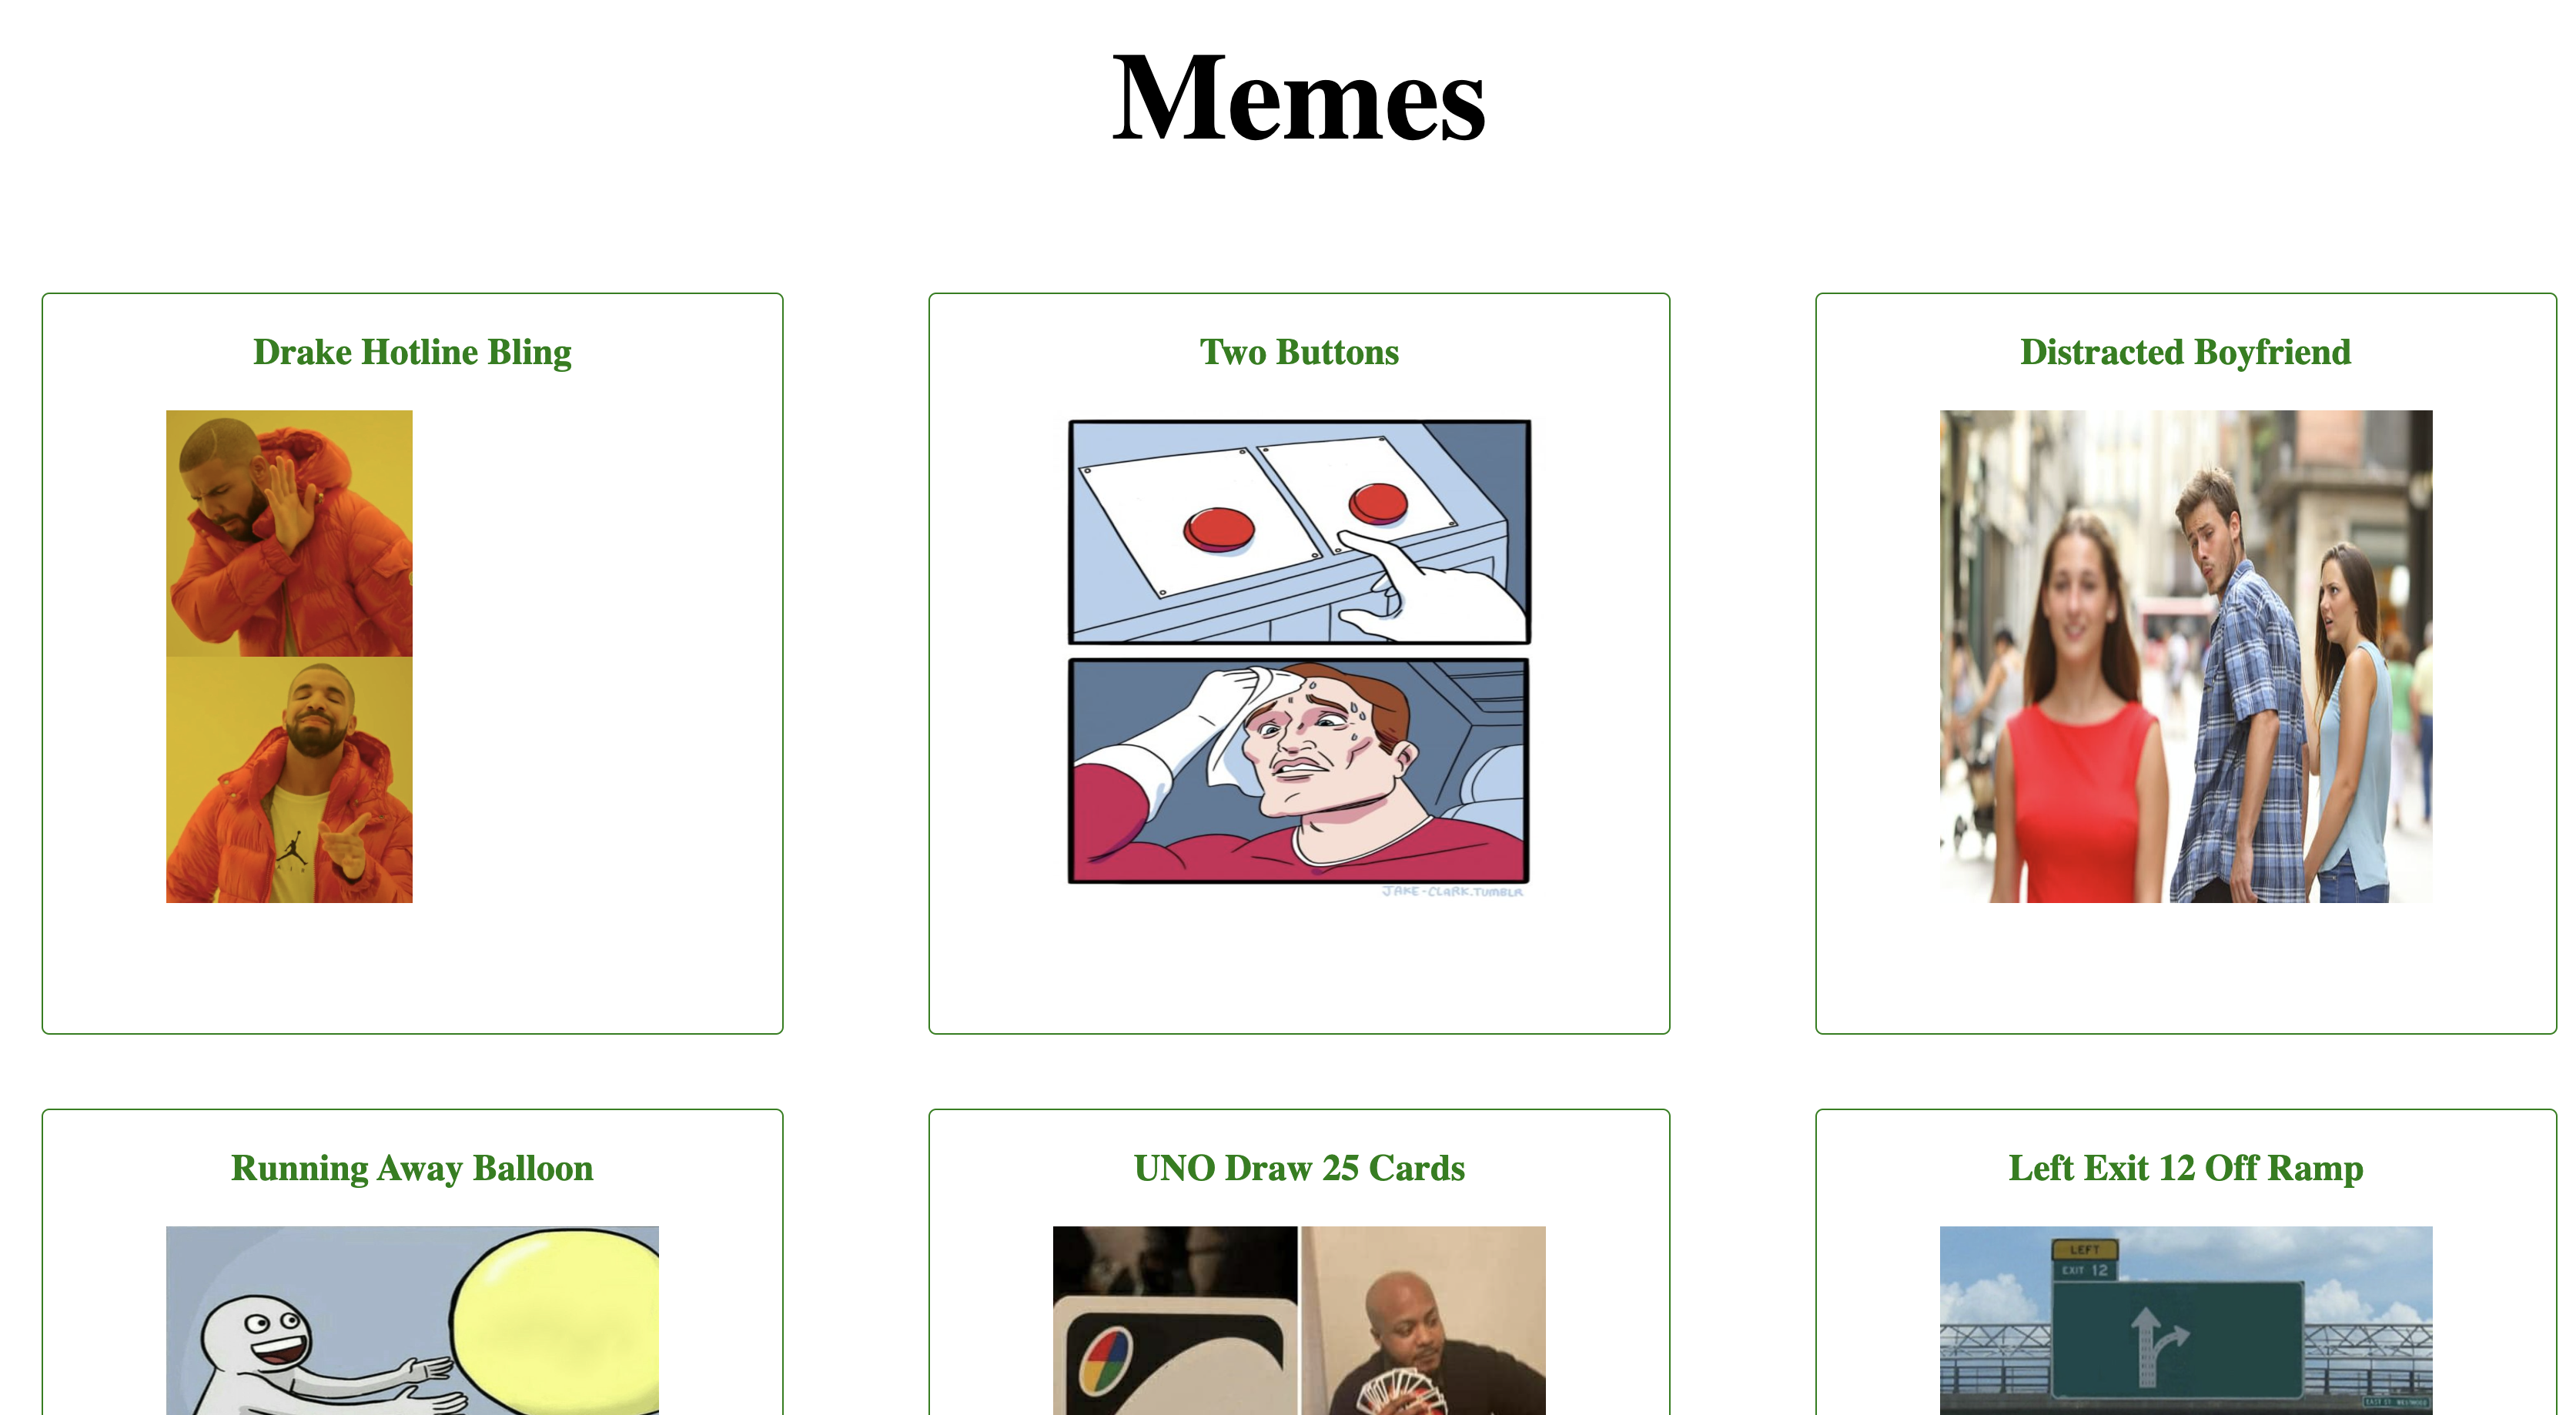 Memes
Drake Hotline Bling
Two Buttons
Distracted Boyfriend
JAKE-CLARK.TUMBLR
Running Away Balloon
UNO Draw 25 Cards
Left Exit 12 Off Ramp
LEFT
EXIT 12